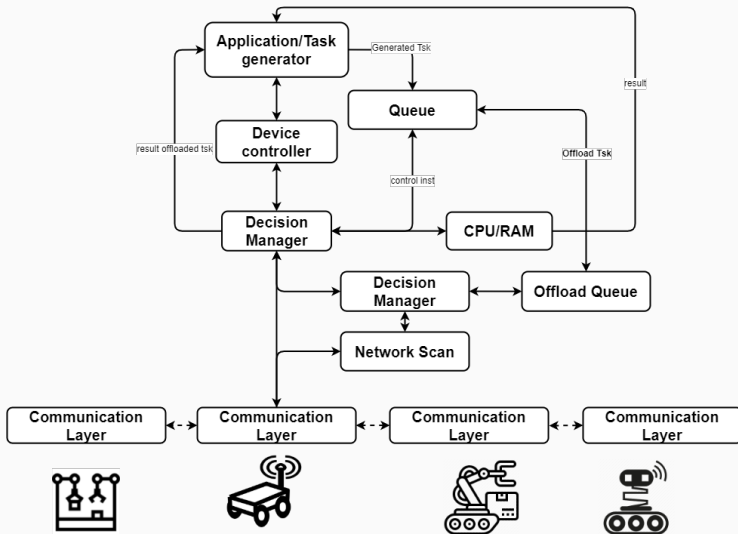 Application/Task
generator
Generated Tsk
result
Queue
Device
controller
result offloaded tsk
Offload Tsk
control inst
Decision
Manager
CPU/RAM
Decision
Manager
Offload Queue
Network Scan
Communication
Layer
Communication
Layer
Communication
Layer
Communication
Layer